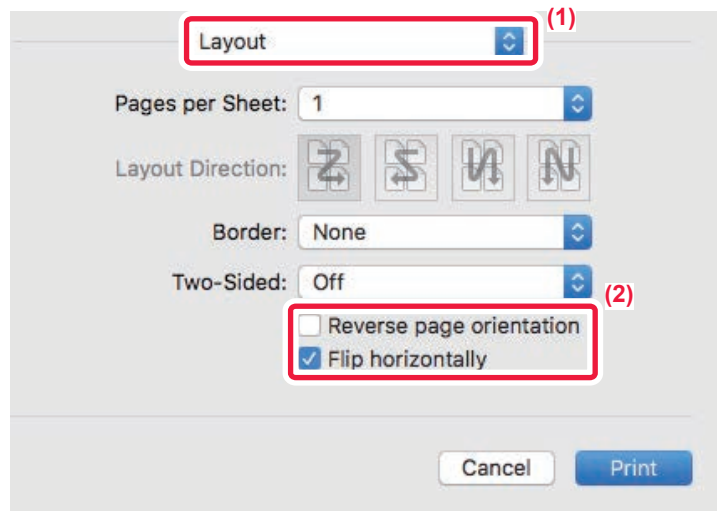 (1)
Layout
Pages per Sheet: 1
Layout Direction:
Border: None
Two-Sided: Off
(2)
Reverse page orientation
Flip horizontally
Cancel Print